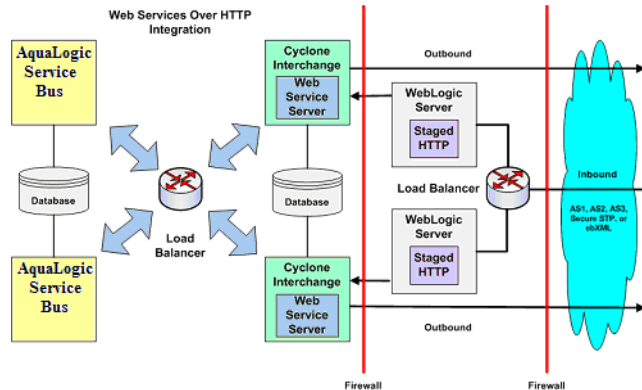 Web Services Over HTTP
Integration
AquaLogic
Service
Bus
Database
AquaLogic
Service
Bus
Load
Balancer
Cyclone
Interchange
Web
Service
Server
Database
Cyclone
Interchange
Web
Service
Server
Outbound
WebLogic
Server
Staged
HTTP
Load Balancer
WebLogic
Server
Staged
HTTP
Outbound
Inbound
AS1, AS2, AS3,
Secure STP. or
ebXML
Firewall
Firewall